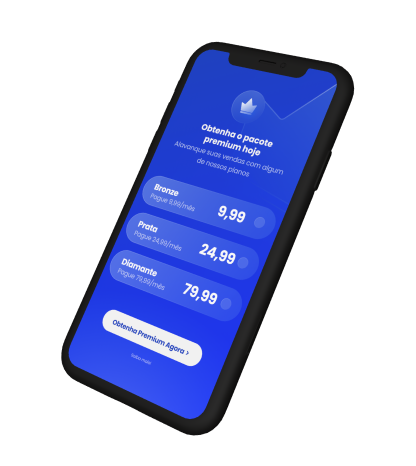 Obtenha o pacote
premium hoje
Alavanque suas vendas com algum
de nossos planos
Bronze
Pague 9,99/mês
9,99
Prata
Pague 24,99/mês
24,99
Diamante
Pague 79,99/mês
79,99
Obtenha Premium Agora ›
Saiba mais